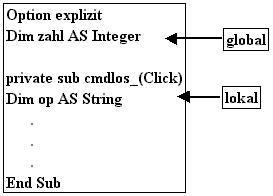 Option explizit
Dim zahl AS Integer
global
private sub cmdlos_(Click)
Dim op AS String
lokal
.
.
.
End Sub